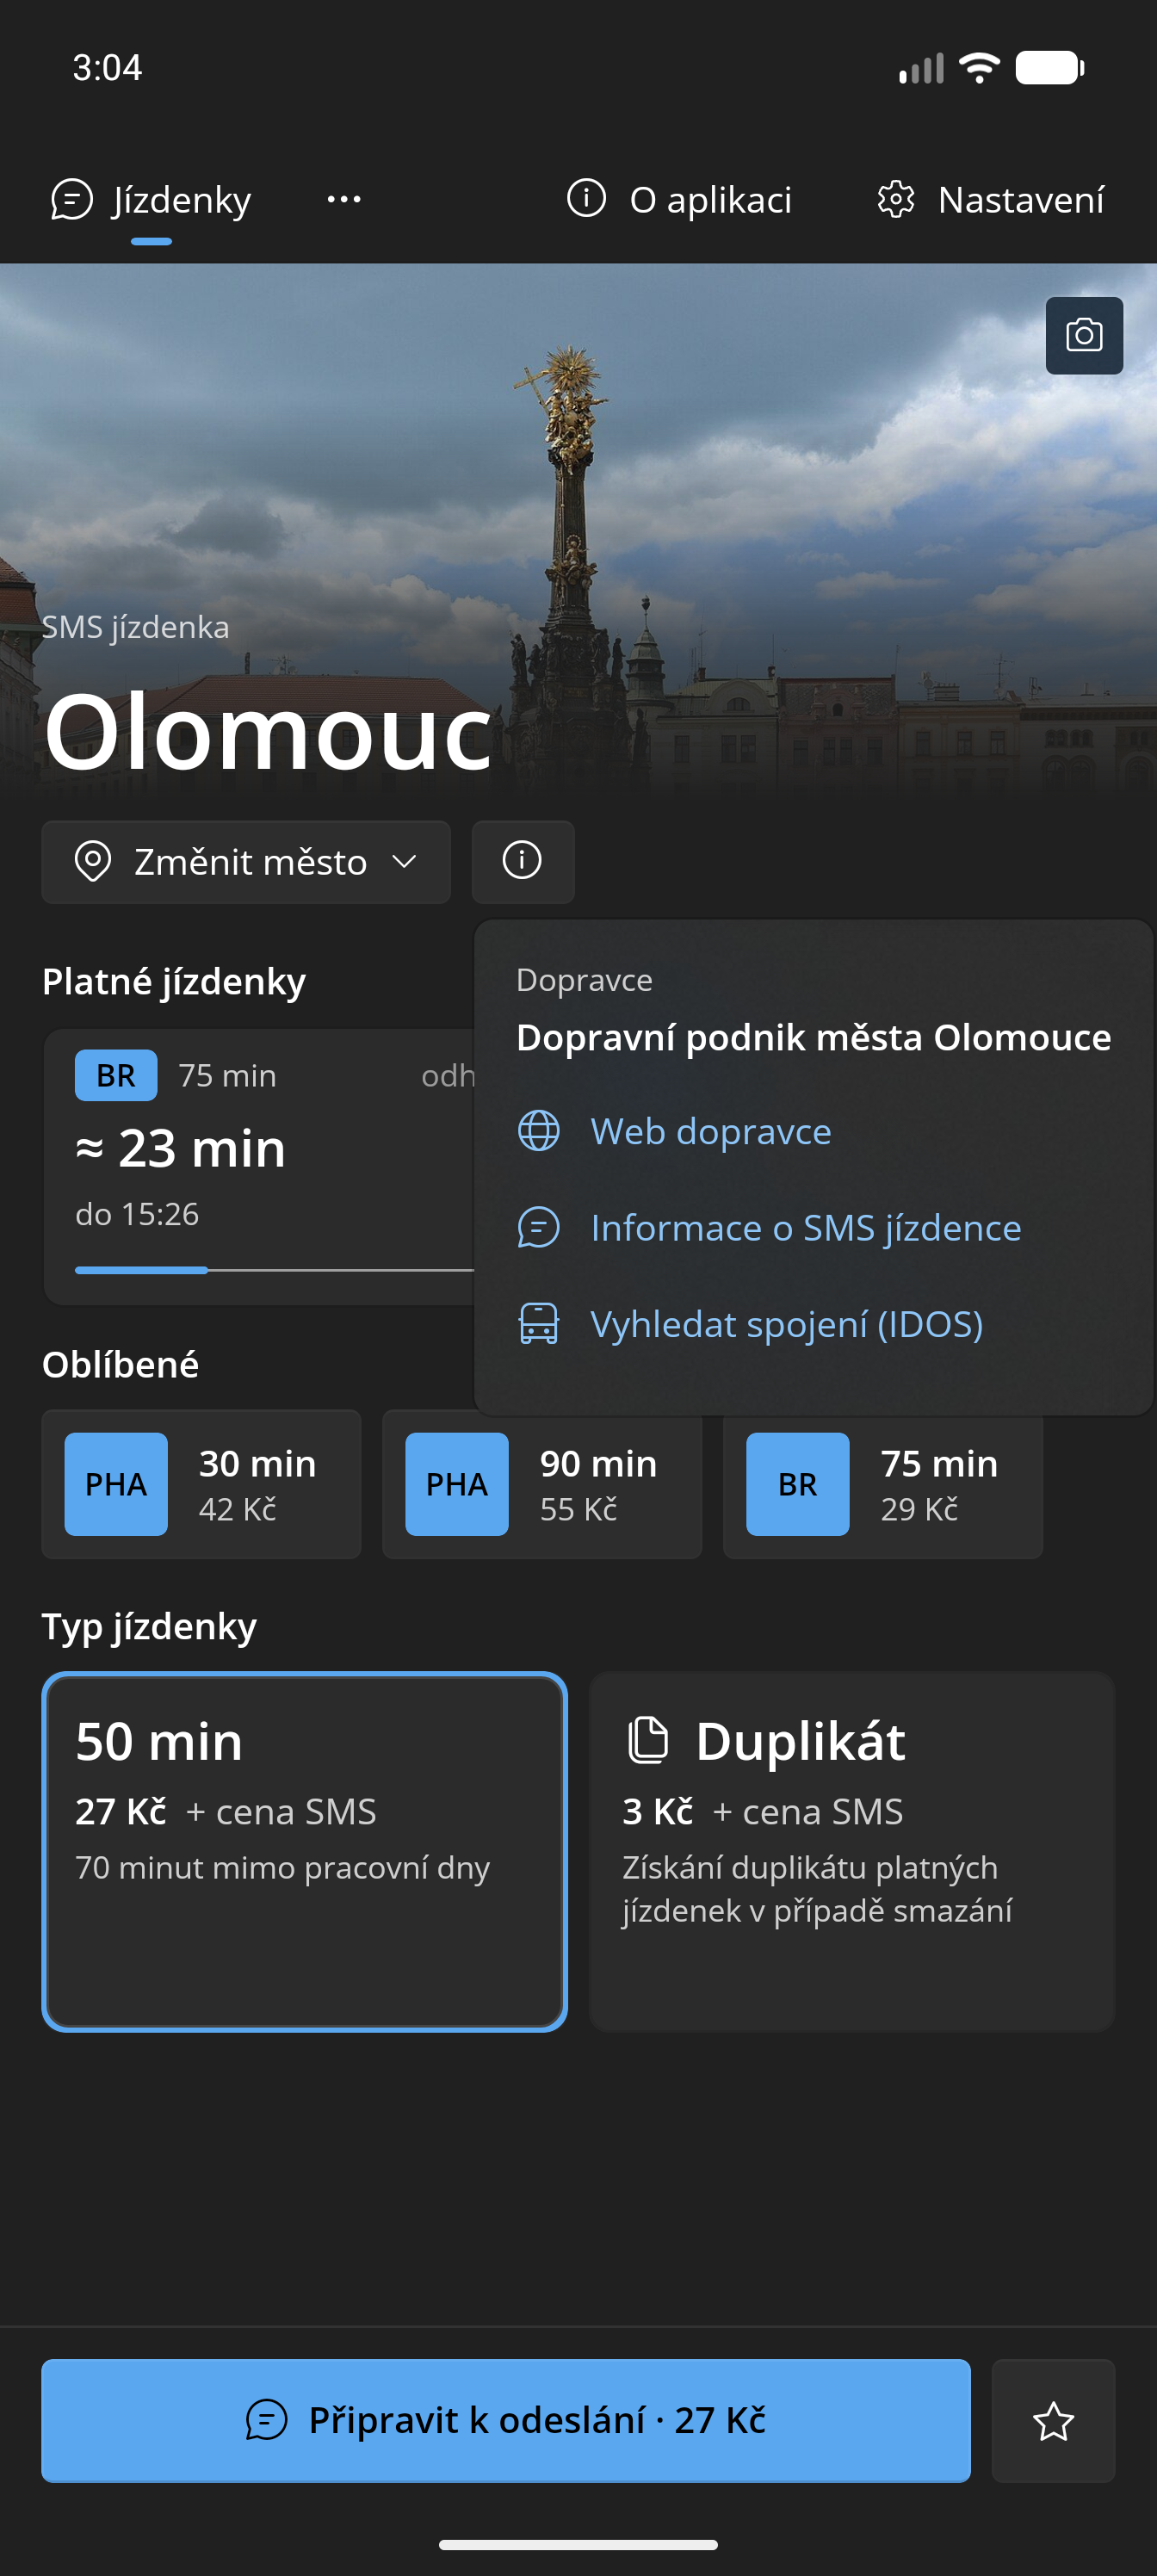 3:04
Jízdenky
O aplikaci
Nastavení
SMS jízdenka
Olomouc
Změnit město
Platné jízdenky
BR
75 min
odh
≈ 23 min
do 15:26
Dopravce
Dopravní podnik města Olomouce
Web dopravce
Informace o SMS jízdence
Vyhledat spojení (IDOS)
Oblíbené
PHA
30 min
42 Kč
PHA
90 min
55 Kč
BR
75 min
29 Kč
Typ jízdenky
50 min
27 Kč + cena SMS
70 minut mimo pracovní dny
Duplikát
3 Kč + cena SMS
Získání duplikátu platných
jízdenek v případě smazání
Připravit k odeslání · 27 Kč